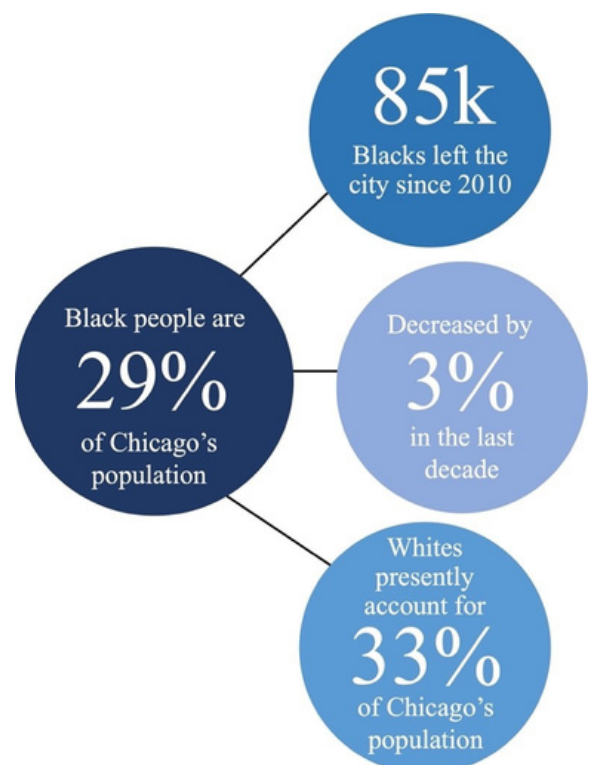 85k
Blacks left the
city since 2010
Black people are
29%
of Chicago’s
population
Decreased by
3%
in the last
decade
Whites
presently
account for
33%
of Chicago’s
population